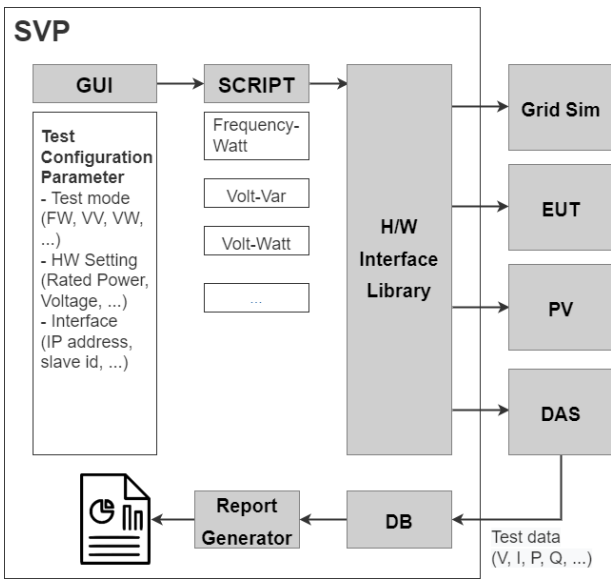 SVP
GUI
SCRIPT
Test
Configuration
Parameter
- Test mode
(FW, VV, VW,
...)
- HW Setting
(Rated Power,
Voltage, ...)
- Interface
(IP address,
slave id, ...)
Frequency-
Watt
Volt-Var
Volt-Watt
...
H/W
Interface
Library
Grid Sim
EUT
PV
DAS
Test data
(V, I, P, Q, ...)
DB
Report
Generator